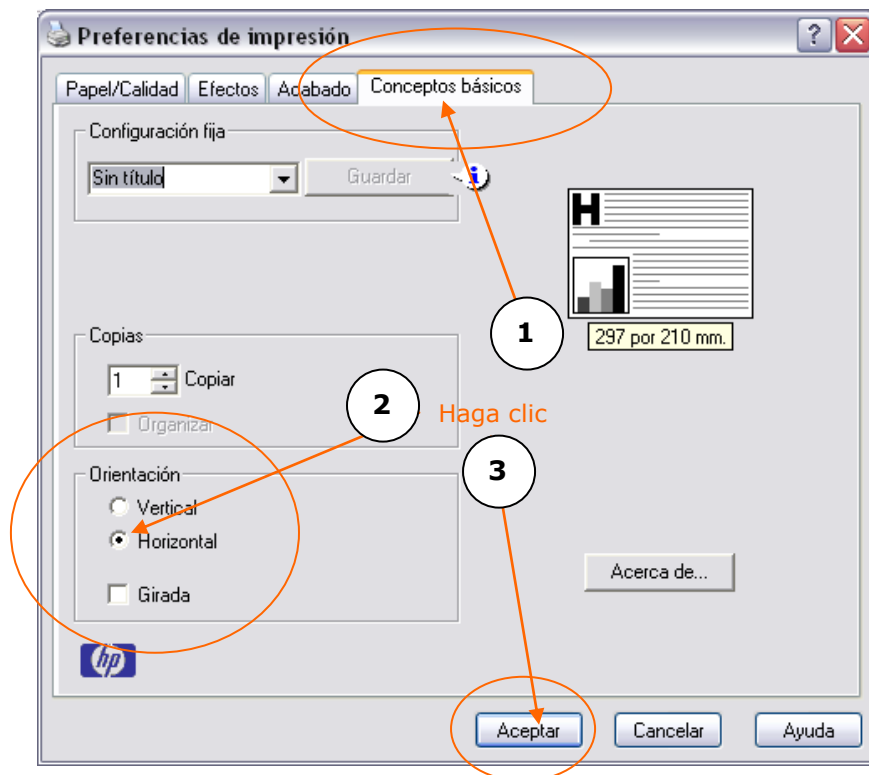 Preferencias de impresión
?
Papel/Calidad Efectos Acabado Conceptos básicos
Configuración fija
Sin título Guardar i
H
1
297 por 210 mm.
Copias
1 Copiar
Organizar
2 Haga clic
3
Orientación
Vertical
Horizontal
Girada
Acerca de...
hp
Aceptar Cancelar Ayuda